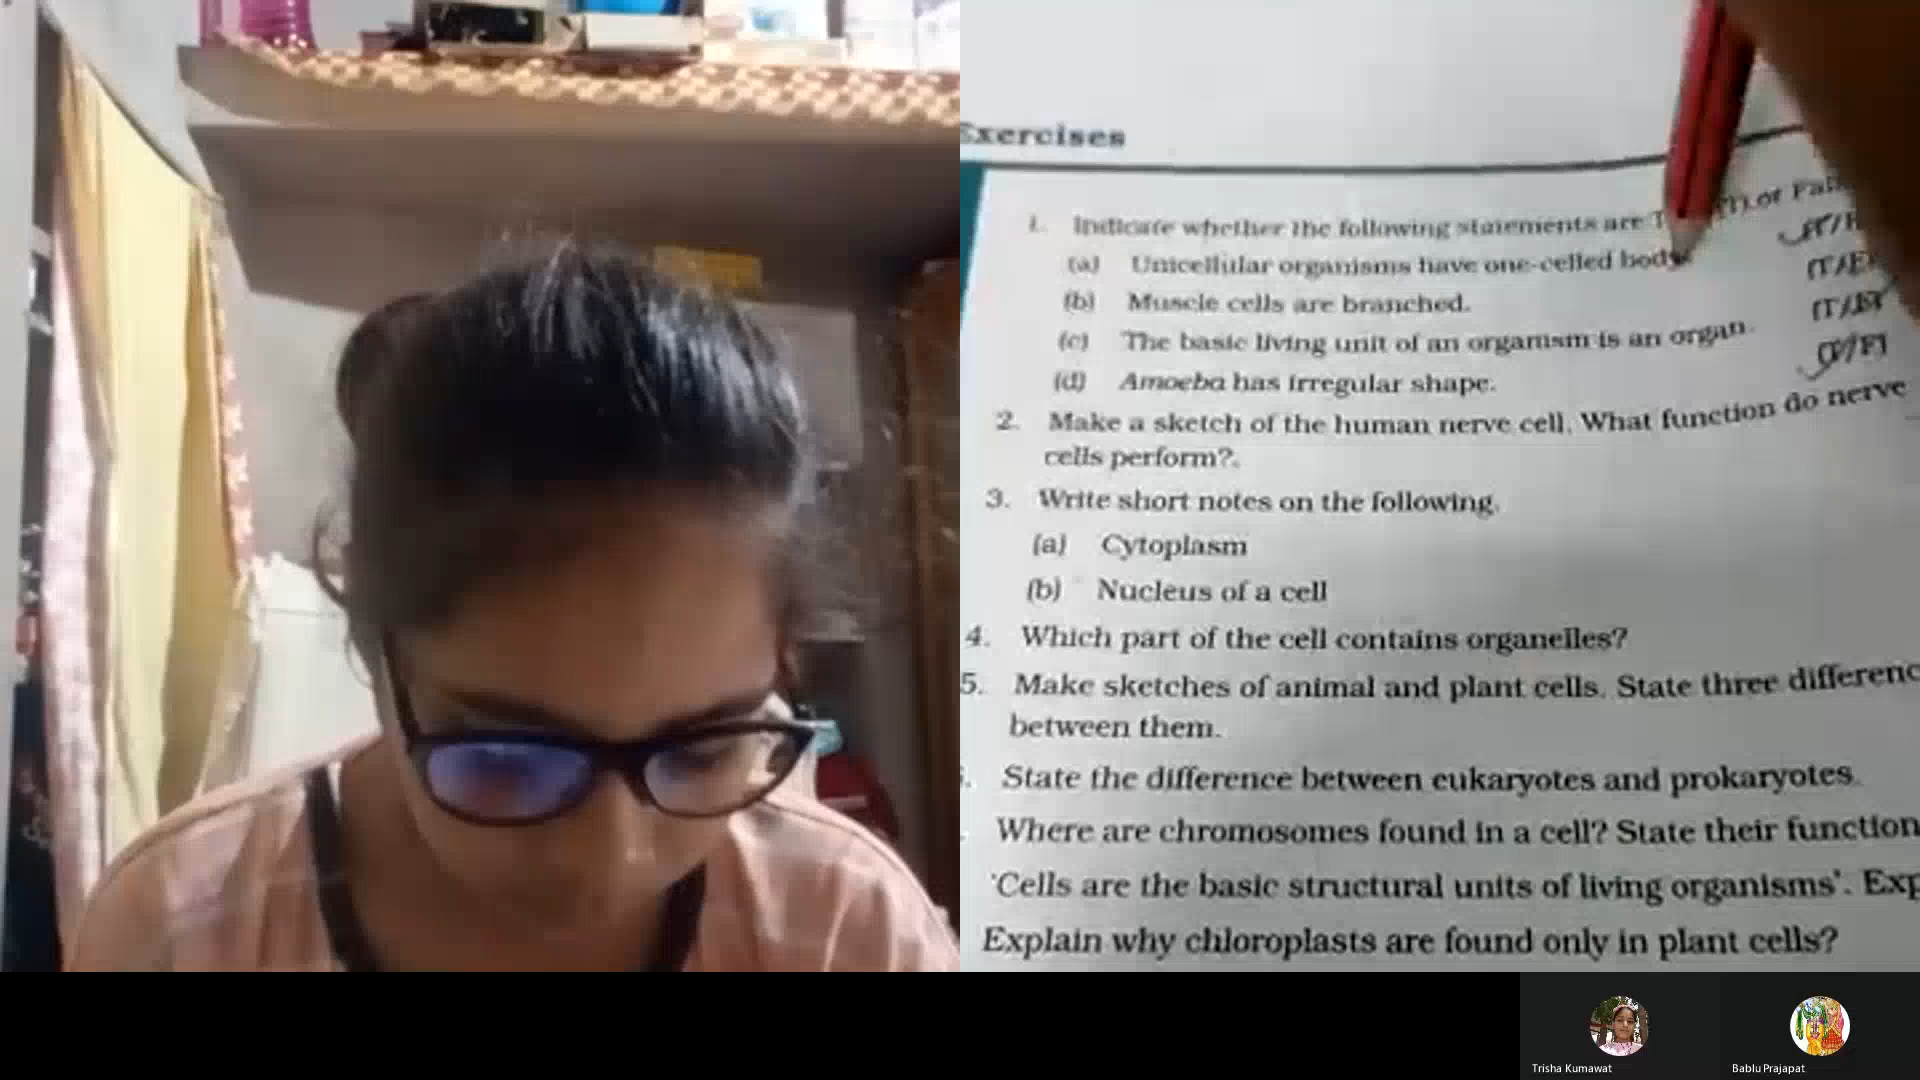 Exercises
1. Indicate whether the following statements are
(a) Unicellular organisms have one-celled body
(b) Muscle cells are branched.
(T/F)
(c) The basic living unit of an organism is an organ.
(T/F)
(d) Amoeba has irregular shape.
(T/F)
2. Make a sketch of the human nerve cell. What function do nerve
cells perform?.
3. Write short notes on the following.
(a) Cytoplasm
(b) Nucleus of a cell
4. Which part of the cell contains organelles?
5. Make sketches of animal and plant cells. State three differenc
between them.
State the difference between eukaryotes and prokaryotes.
Where are chromosomes found in a cell? State their function
'Cells are the basic structural units of living organisms'. Exp
Explain why chloroplasts are found only in plant cells?
Trisha Kumawat
Bablu Prajapat